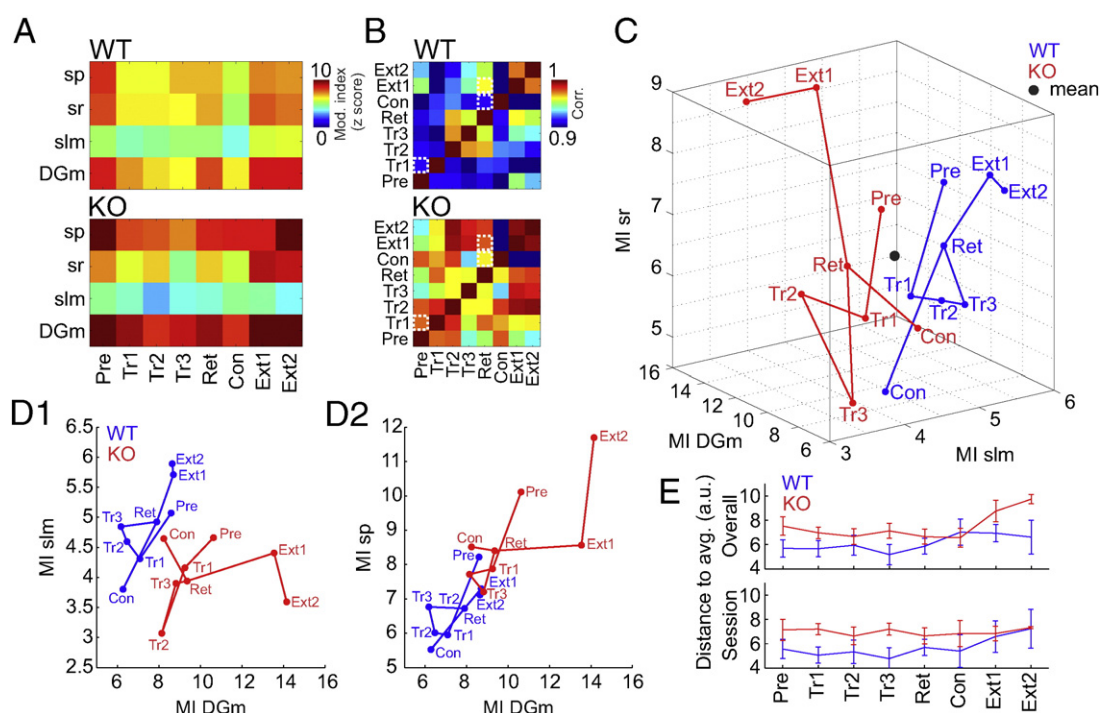 A
WT
sp
sr
slm
DGm
10
0
Mod. index
(z score)
KO
sp
sr
slm
DGm
Pre
Tr1
Tr2
Tr3
Ret
Con
Ext1
Ext2
B
WT
Ext2
Ext1
Con
Ret
Tr3
Tr2
Tr1
Pre
1
0.9
Corr.
KO
Ext2
Ext1
Con
Ret
Tr3
Tr2
Tr1
Pre
Pre
Tr1
Tr2
Tr3
Ret
Con
Ext1
Ext2
C
WT
KO
mean
9
8
7
6
5
MI sr
16
14
12
10
8
6
MI DGm
3
4
5
6
MI slm
Ext2
Ext1
Pre
Ret
Tr2
Tr1
Con
Tr3
Pre
Ext1
Ext2
Ret
Tr1
Tr2
Tr3
Con
D1
WT
KO
6.5
6
5.5
5
4.5
4
3.5
3
2.5
MI slm
Ext2
Ext1
Pre
Ret
Tr3
Tr2
Tr1
Con
Con
Pre
Tr1
Tr3
Ret
Tr2
Ext1
Ext2
6 8 10 12 14 16
MI DGm
D2
12
11
10
9
8
7
6
5
MI sp
Ext2
Pre
Con
Ret
Ext1
Pre
Tr1
Tr3
Ext1
Ext2
Tr3
Tr2
Ret
Tr2
Tr1
Con
6 8 10 12 14 16
MI DGm
E
WT
KO
Distance to avg. (a.u.)
Session
Overall
10
8
6
4
10
8
6
4
Pre
Tr1
Tr2
Tr3
Ret
Con
Ext1
Ext2